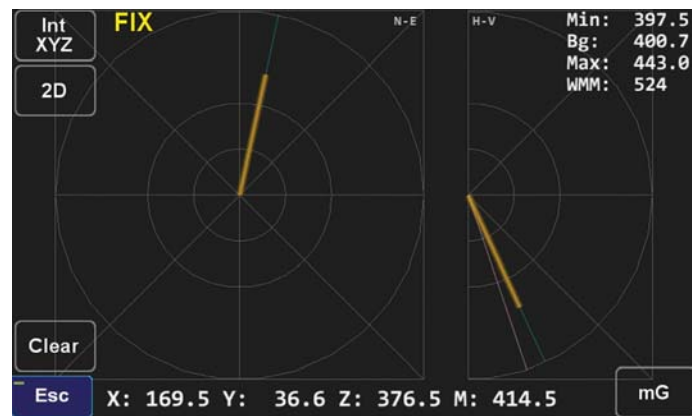 Int
XYZ
FIX
N-E
H-V
Min: 397.5
Bg: 400.7
Max: 443.0
WMM: 524
2D
Clear
Esc
X: 169.5 Y: 36.6 Z: 376.5 M: 414.5
mG